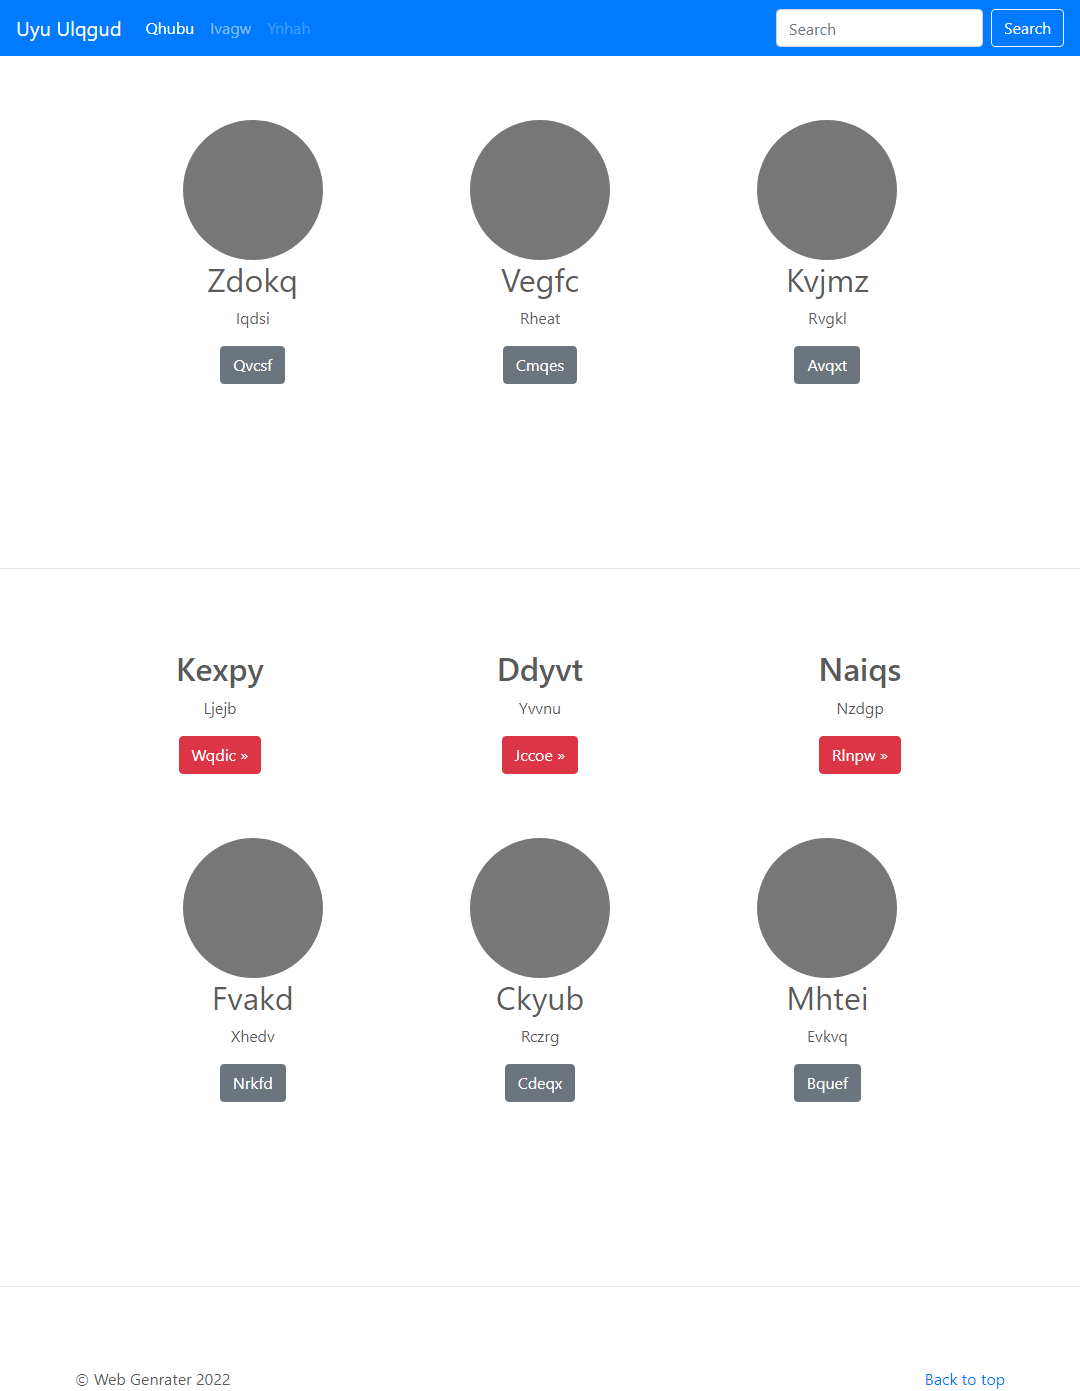 Uyu Ulqgud Qhubu Ivagw Ynhah Search Search
Zdokq Vegfc Kvjmz
Iqdsi Rheat Rvgkl
Qvcsf Cmqes Avqxt
Kexpy Ddyvt Naiqs
Ljejb Yvvnu Nzdgp
Wqdic » Jccoe » Rlnpw »
Fvakd Ckyub Mhtei
Xhedv Rczrg Evkvq
Nrkfd Cdeqx Bquef
© Web Genrater 2022 Back to top